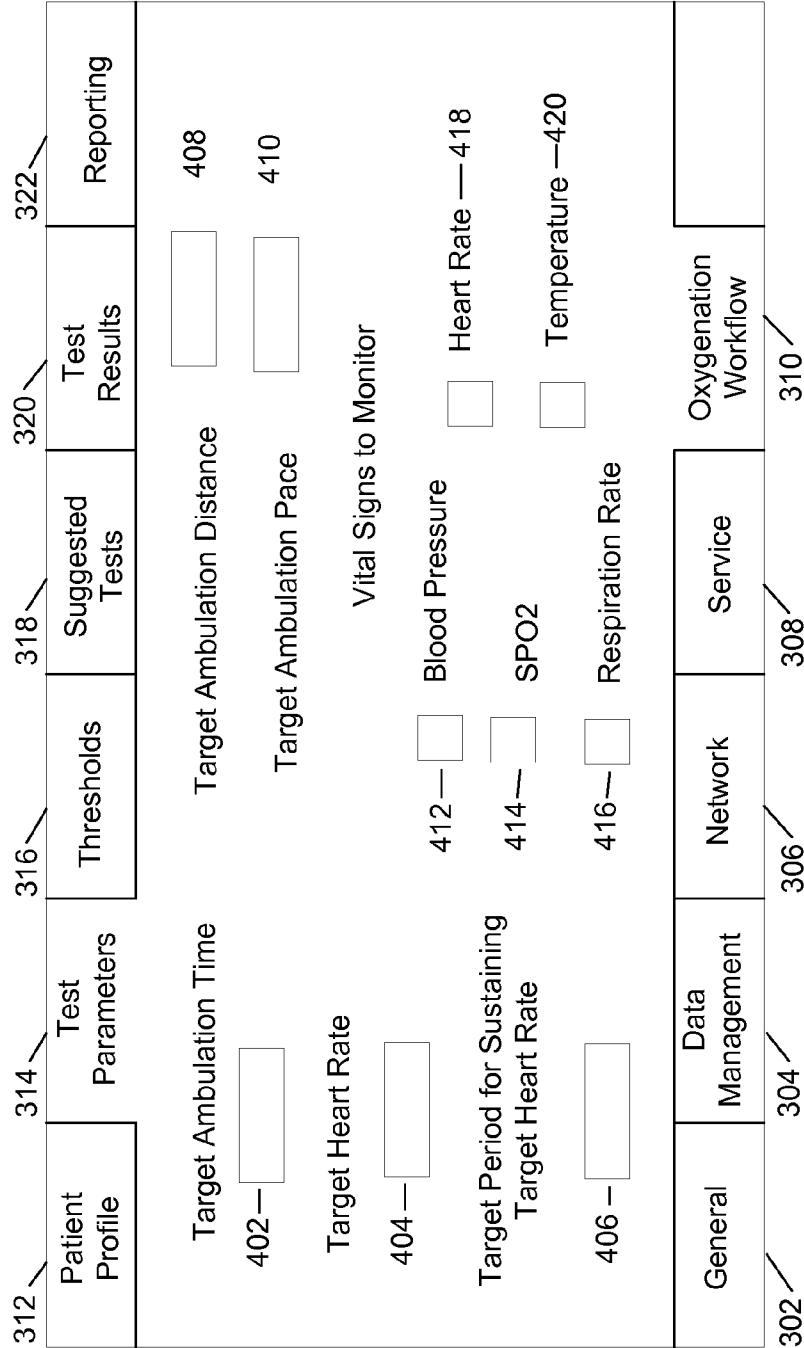 312
314
316
318
320
322
Patient
Profile
Test
Parameters
Thresholds
Suggested
Tests
Test
Results
Reporting
Target Ambulation Time
402
Target Heart Rate
404
Target Period for Sustaining
Target Heart Rate
406
Target Ambulation Distance
408
Target Ambulation Pace
410
Vital Signs to Monitor
412
Blood Pressure
Heart Rate
418
414
SPO2
Temperature
420
416
Respiration Rate
General
Data
Management
Network
Service
Oxygenation
Workflow
302
304
306
308
310